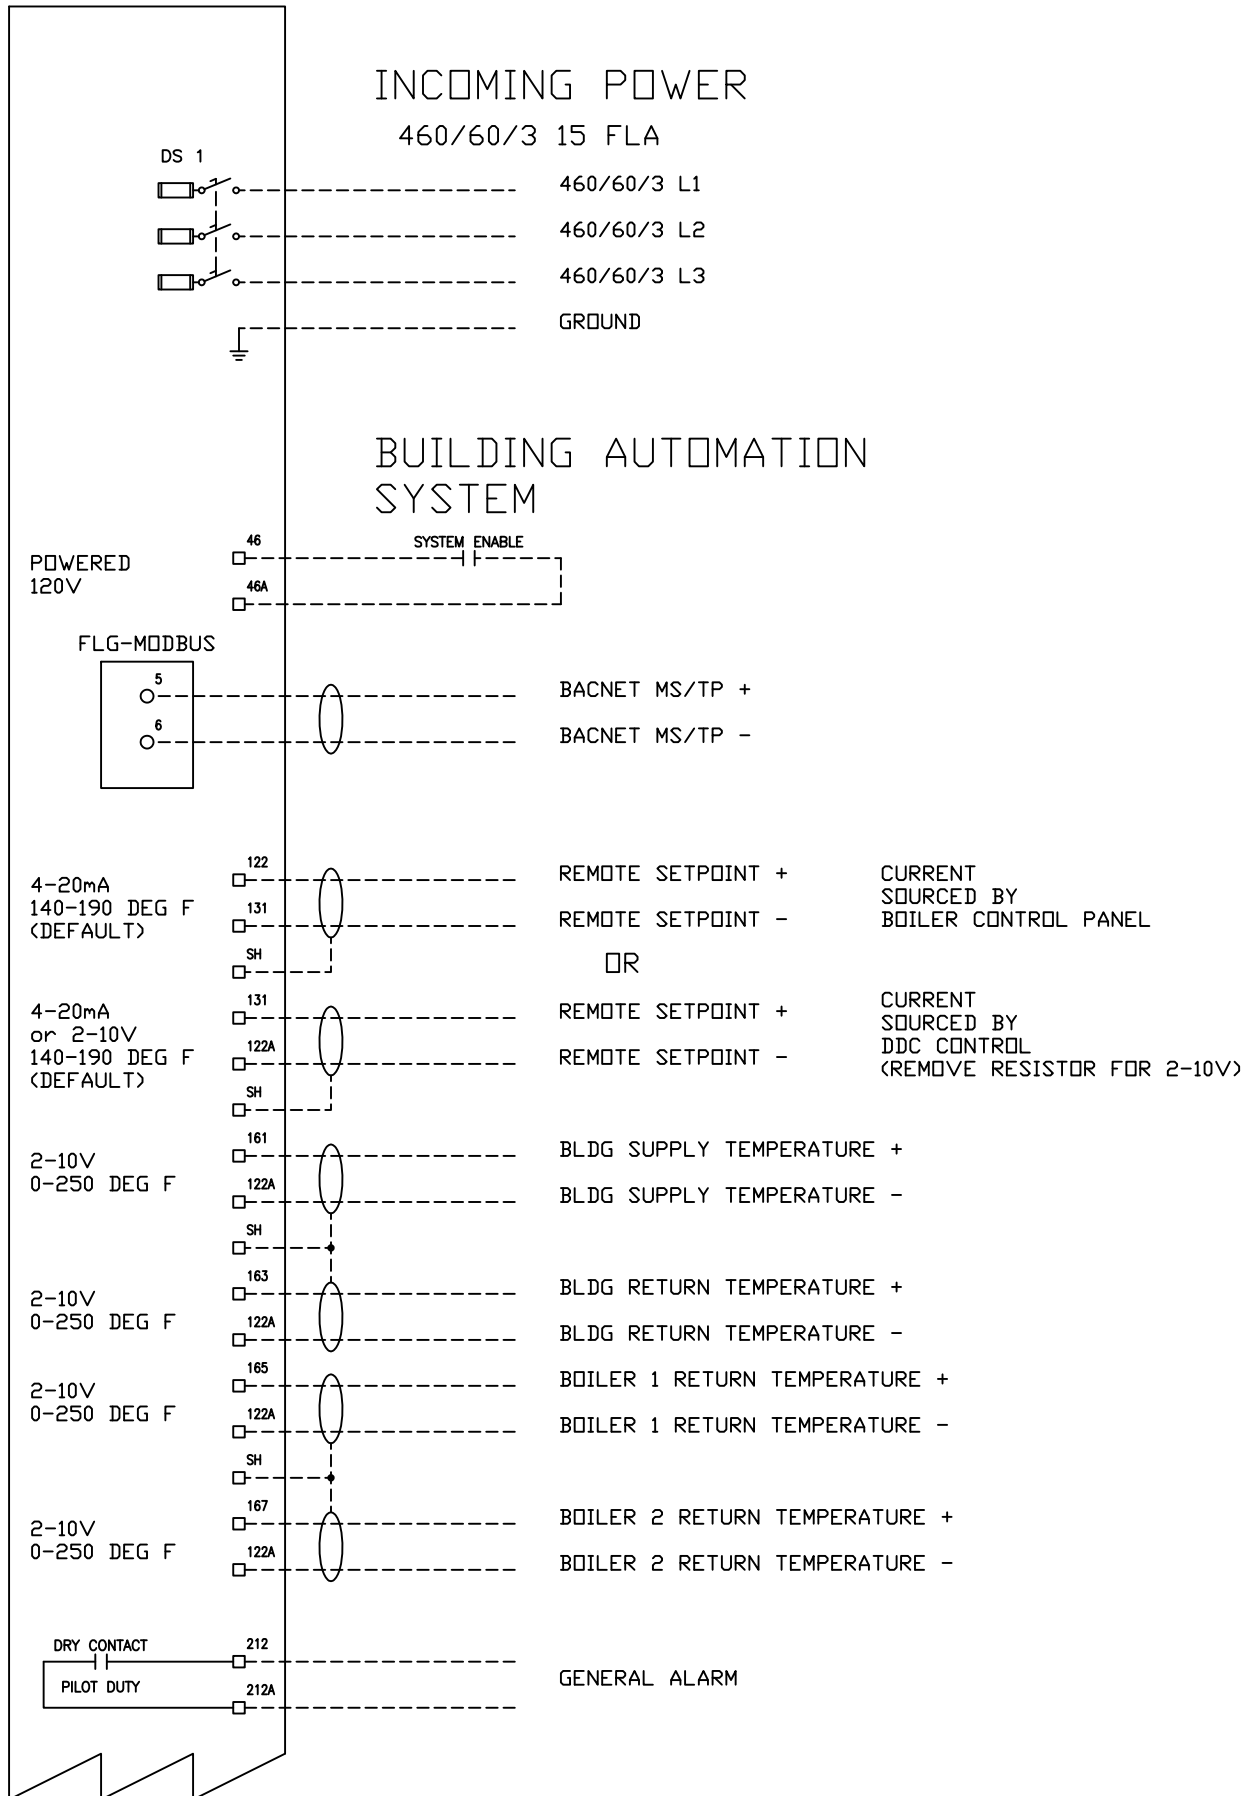 INCOMING POWER
460/60/3 15 FLA
DS 1
460/60/3 L1
460/60/3 L2
460/60/3 L3
GROUND
BUILDING AUTOMATION
SYSTEM
46
SYSTEM ENABLE
POWERED
120V
46A
FLG-MODBUS
5
BACNET MS/TP +
6
BACNET MS/TP -
4-20mA
140-190 DEG F
(DEFAULT)
122
REMOTE SETPOINT +
131
REMOTE SETPOINT -
SH
CURRENT
SOURCED BY
BOILER CONTROL PANEL
OR
4-20mA
or 2-10V
140-190 DEG F
(DEFAULT)
131
REMOTE SETPOINT +
122A
REMOTE SETPOINT -
SH
CURRENT
SOURCED BY
DDC CONTROL
(REMOVE RESISTOR FOR 2-10V)
2-10V
0-250 DEG F
161
BLDG SUPPLY TEMPERATURE +
122A
BLDG SUPPLY TEMPERATURE -
SH
2-10V
0-250 DEG F
163
BLDG RETURN TEMPERATURE +
122A
BLDG RETURN TEMPERATURE -
2-10V
0-250 DEG F
165
BOILER 1 RETURN TEMPERATURE +
122A
BOILER 1 RETURN TEMPERATURE -
SH
2-10V
0-250 DEG F
167
BOILER 2 RETURN TEMPERATURE +
122A
BOILER 2 RETURN TEMPERATURE -
DRY CONTACT
PILOT DUTY
212
212A
GENERAL ALARM